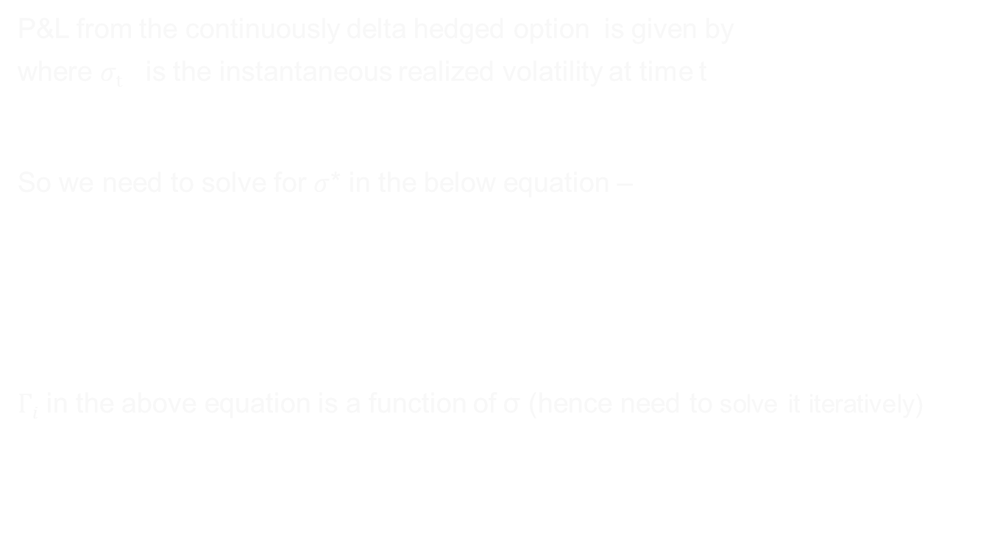 P&L from the continuously delta hedged option is given by
where σt is the instantaneous realized volatility at time t
So we need to solve for σ* in the below equation –
Γt in the above equation is a function of σ (hence need to solve it iteratively)